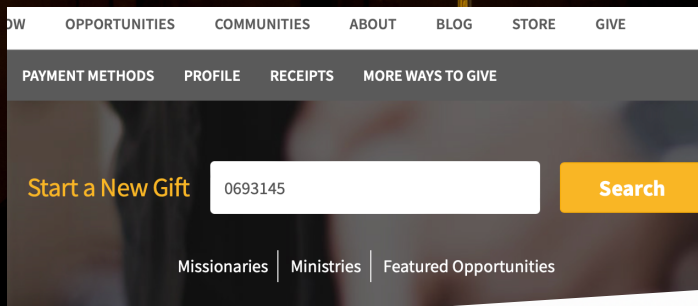 OW OPPORTUNITIES COMMUNITIES ABOUT BLOG STORE GIVE
PAYMENT METHODS PROFILE RECEIPTS MORE WAYS TO GIVE
Start a New Gift 0693145 Search
Missionaries Ministries Featured Opportunities